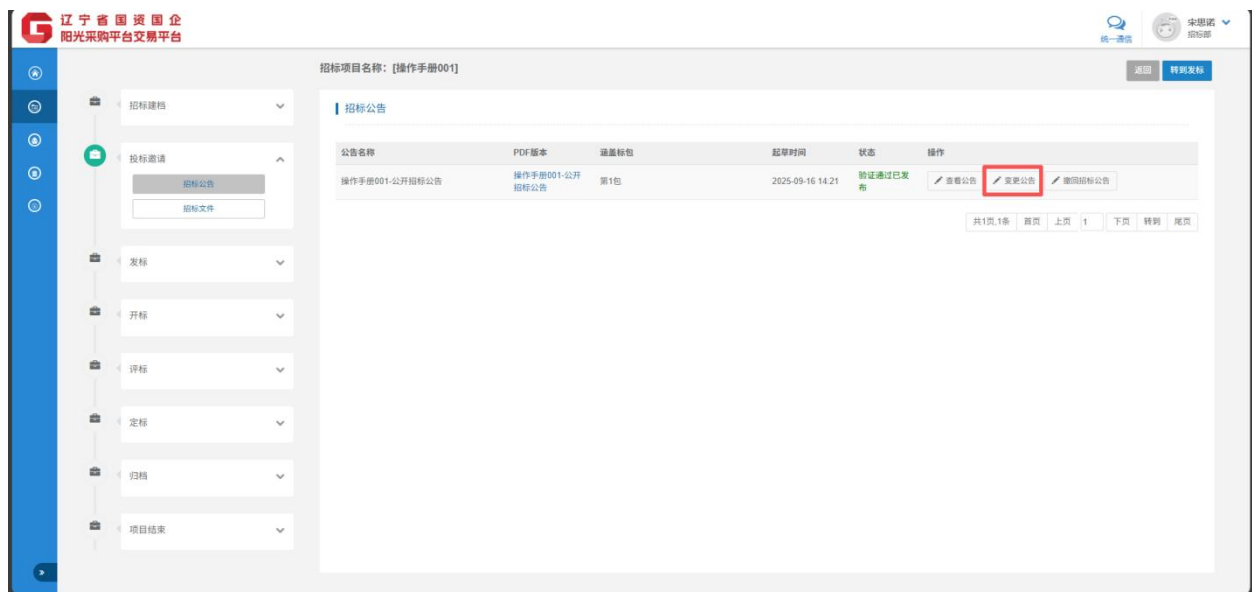 辽宁省国资国企
阳光采购平台交易平台
统一通信
宋思诺
招标部
招标项目名称：[操作手册001]
返回
转到发标
招标建档
投标邀请
招标公告
招标文件
发标
开标
评标
定标
归档
项目结束
招标公告
公告名称 PDF版本 涵盖标包 起草时间 状态 操作
操作手册001-公开招标公告 操作手册001-公开 第1包 2025-09-16 14:21 验证通过已发 查看公告 变更公告 撤回招标公告
招标公告 布
共1页,1条 首页 上页 1 下页 转到 尾页